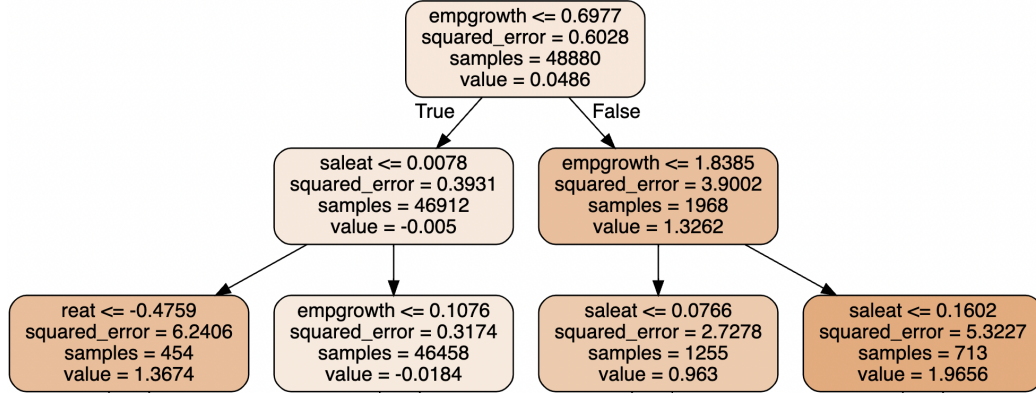 empgrowth <= 0.6977
squared_error = 0.6028
samples = 48880
value = 0.0486
True
False
saleat <= 0.0078
squared_error = 0.3931
samples = 46912
value = -0.005
empgrowth <= 1.8385
squared_error = 3.9002
samples = 1968
value = 1.3262
reat <= -0.4759
squared_error = 6.2406
samples = 454
value = 1.3674
empgrowth <= 0.1076
squared_error = 0.3174
samples = 46458
value = -0.0184
saleat <= 0.0766
squared_error = 2.7278
samples = 1255
value = 0.963
saleat <= 0.1602
squared_error = 5.3227
samples = 713
value = 1.9656